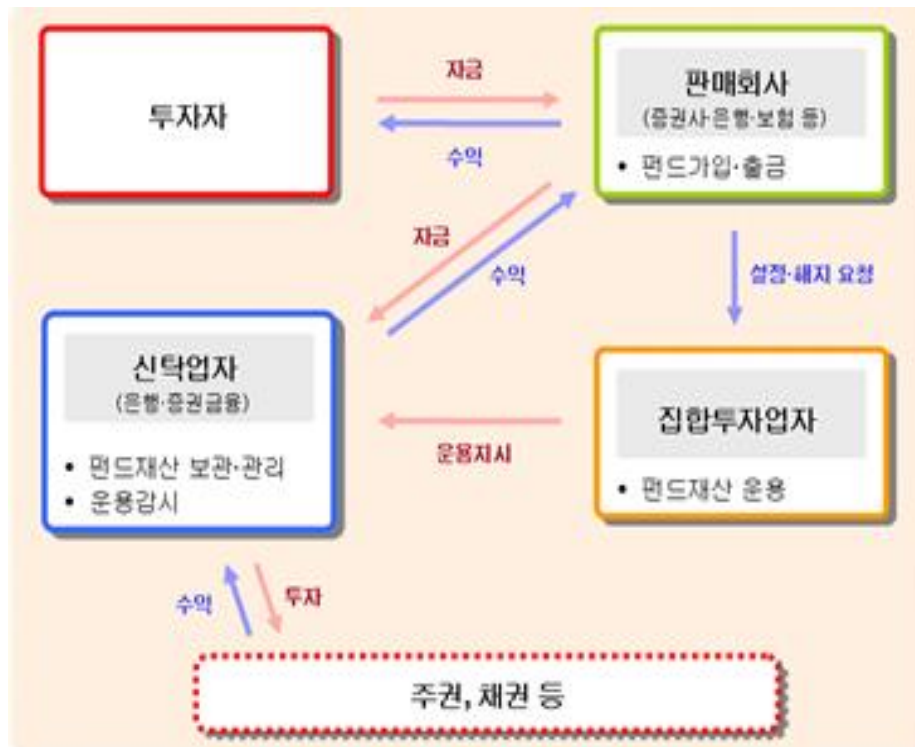 투자자
자금
수익
판매회사
(증권사·은행·보험 등)
• 펀드가입·출금
자금
수익
설정·해지 요청
신탁업자
(은행·증권금융)
• 펀드재산 보관·관리
• 운용감시
운용지시
집합투자업자
• 펀드재산 운용
수익
투자
주권, 채권 등